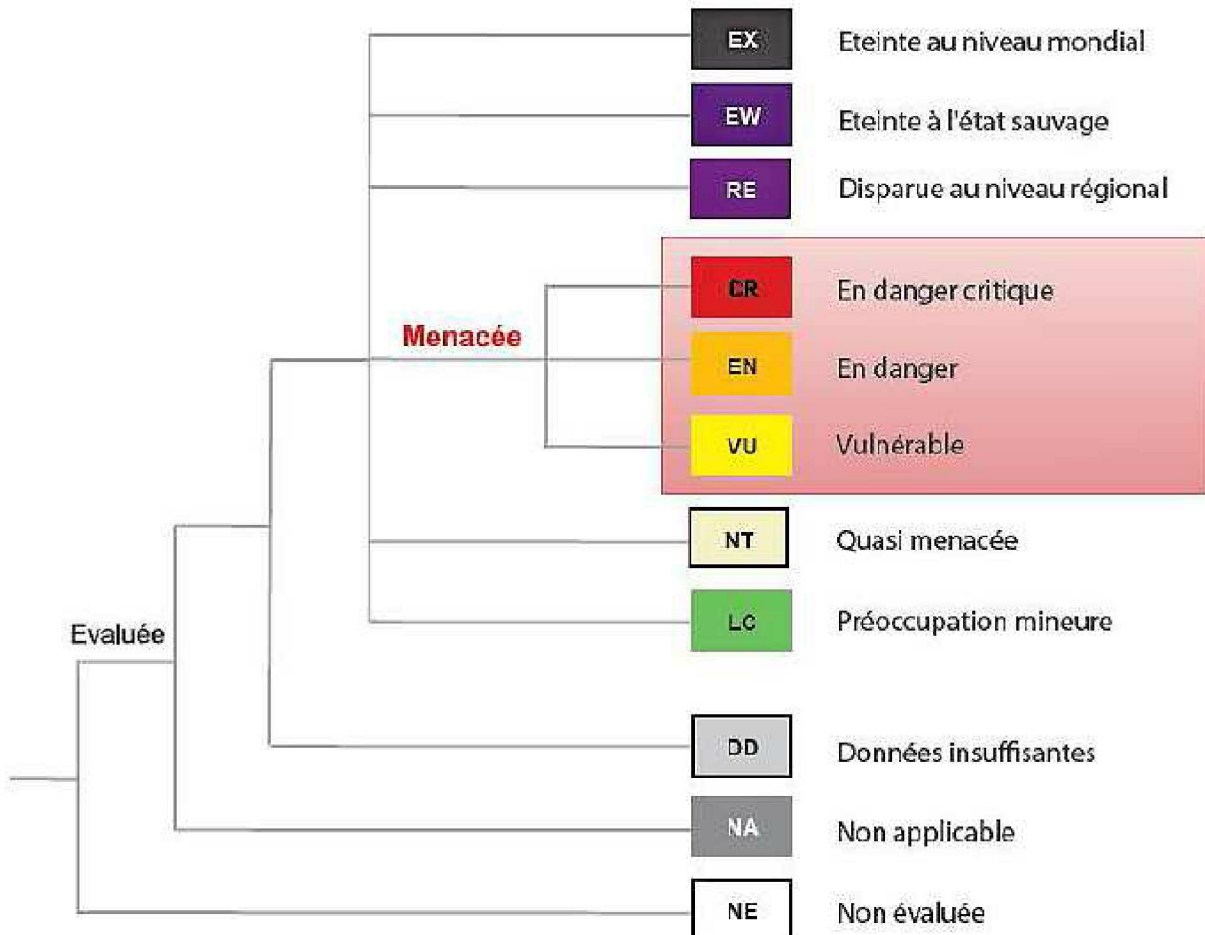 EX Eteinte au niveau mondial
EW Eteinte à l'état sauvage
RE Disparue au niveau régional
CR En danger critique
Menacée
EN En danger
VU Vulnérable
NT Quasi menacée
LC Préoccupation mineure
Evaluée
DD Données insuffisantes
NA Non applicable
NE Non évaluée